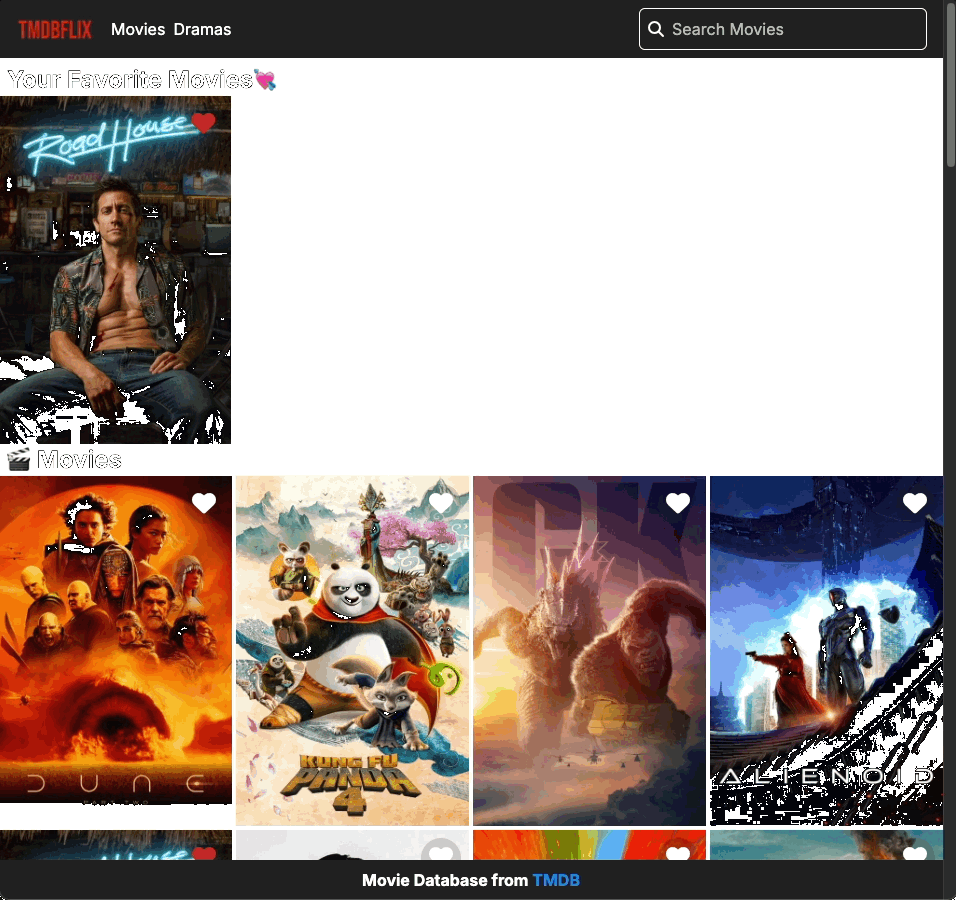 TMDBFLIX Movies Dramas Search Movies
Your Favorite Movies💘
Road House
🎬 Movies
DUNE
KUNG FU
PANDA
4
GK
ALIENOID
Movie Database from TMDB